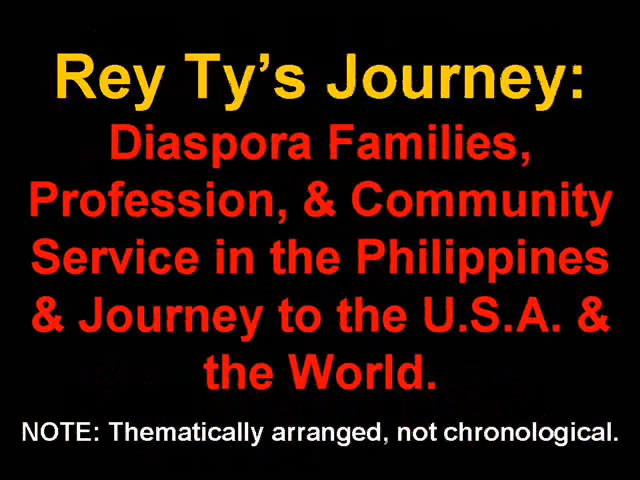 Rey Ty’s Journey:
Diaspora Families,
Profession, & Community
Service in the Philippines
& Journey to the U.S.A. &
the World.
NOTE: Thematically arranged, not chronological.